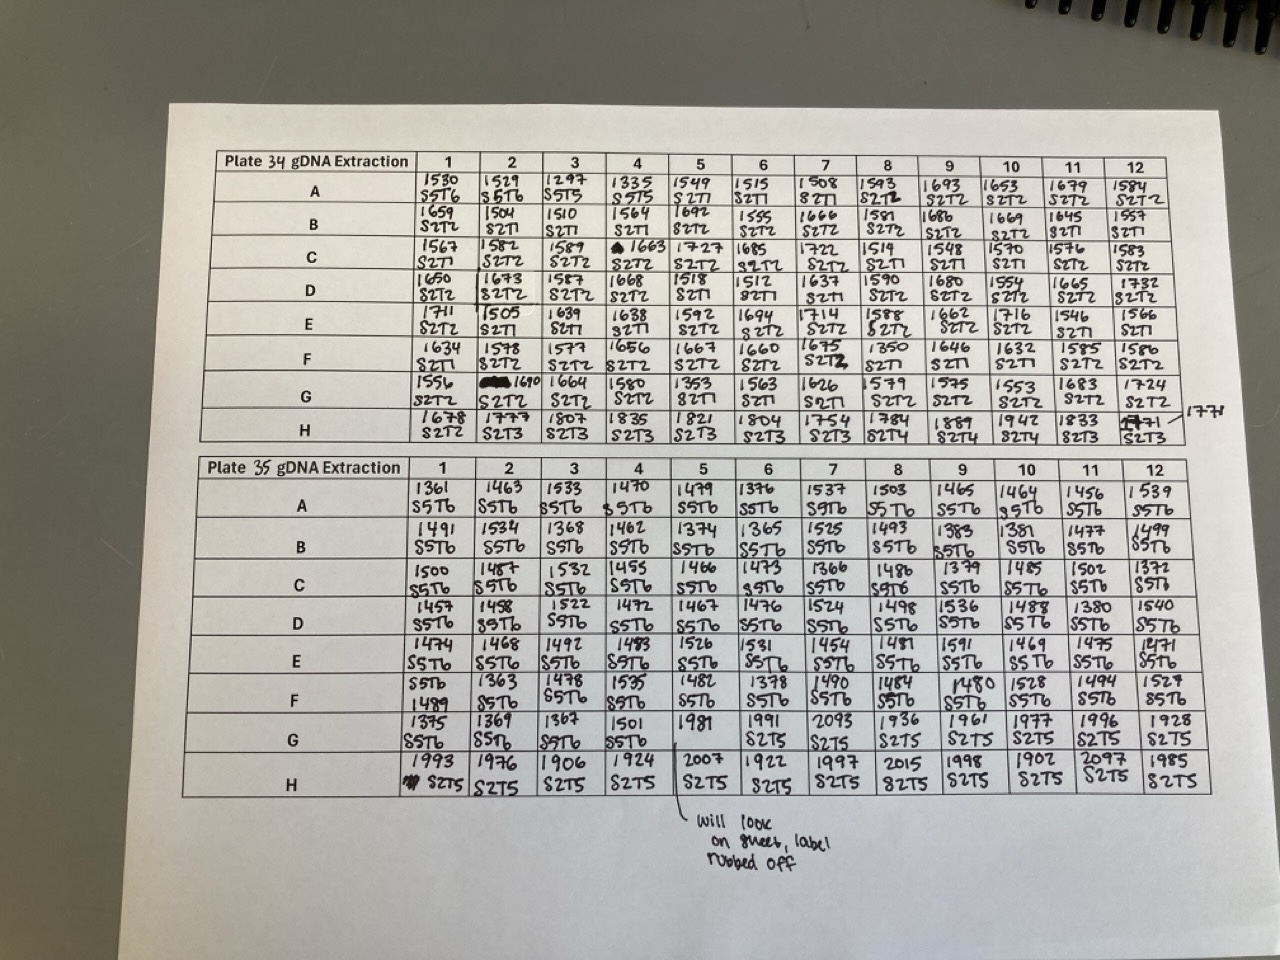 Plate 34 gDNA Extraction 1 2 3 4 5 6 7 8 9 10 11 12
A 1530 1529 1297 1335 1549 1515 1508 1593 1693 1653 1679 1584
S5T6 S5T6 S5T5 S5T5 S2T1 S2T1 S2T1 S2T2 S2T2 S2T2 S2T2 S2T2
B 1659 1504 1510 1564 1692 1555 1666 1581 1686 1669 1645 1557
S2T2 S2T1 S2T1 S2T1 S2T2 S2T2 S2T2 S2T2 S2T2 S2T2 S2T1 S2T1
C 1567 1582 1589 1663 1727 1685 1722 1519 1548 1570 1576 1583
S2T1 S2T2 S2T2 S2T2 S2T2 S2T2 S2T2 S2T1 S2T1 S2T1 S2T2 S2T2
D 1650 1673 1587 1668 1518 1512 1637 1590 1680 1554 1665 1732
S2T2 S2T2 S2T2 S2T2 S2T1 S2T1 S2T1 S2T2 S2T2 S2T2 S2T2 S2T2
E 1711 1505 1639 1638 1592 1694 1714 1588 1662 1716 1546 1566
S2T2 S2T1 S2T1 S2T1 S2T2 S2T2 S2T2 S2T2 S2T2 S2T2 S2T1 S2T1
F 1634 1578 1577 1656 1667 1660 1675 1350 1646 1632 1585 1586
S2T1 S2T2 S2T2 S2T2 S2T2 S2T2 S2T2 S2T1 S2T1 S2T1 S2T2 S2T2
G 1556 1690 1664 1580 1353 1563 1626 1579 1575 1553 1683 1724
S2T2 S2T2 S2T2 S2T2 S2T1 S2T1 S2T1 S2T2 S2T2 S2T2 S2T2 S2T2
H 1678 1777 1807 1835 1821 1804 1754 1784 1889 1942 1833 1771 1771
S2T2 S2T3 S2T3 S2T3 S2T3 S2T3 S2T3 S2T4 S2T4 S2T4 S2T3 S2T3
Plate 35 gDNA Extraction 1 2 3 4 5 6 7 8 9 10 11 12
A 1361 1463 1533 1470 1479 1376 1537 1503 1465 1464 1456 1539
S5T6 S5T6 S5T6 S5T6 S5T6 S5T6 S5T6 S5T6 S5T6 S5T6 S5T6 S5T6
B 1491 1534 1368 1462 1374 1365 1525 1493 1383 1381 1477 1499
S5T6 S5T6 S5T6 S5T6 S5T6 S5T6 S5T6 S5T6 S5T6 S5T6 S5T6 S5T6
C 1500 1487 1532 1455 1466 1473 1366 1486 1379 1485 1502 1372
S5T6 S5T6 S5T6 S5T6 S5T6 S5T6 S5T6 S5T6 S5T6 S5T6 S5T6 S5T6
D 1457 1458 1522 1472 1467 1476 1524 1498 1536 1488 1380 1540
S5T6 S5T6 S5T6 S5T6 S5T6 S5T6 S5T6 S5T6 S5T6 S5T6 S5T6 S5T6
E 1474 1468 1492 1483 1526 1531 1454 1481 1591 1469 1475 1471
S5T6 S5T6 S5T6 S5T6 S5T6 S5T6 S5T6 S5T6 S5T6 S5T6 S5T6 S5T6
F S5T6 1363 1478 1535 1482 1378 1490 1484 1480 1528 1494 1527
1489 S5T6 S5T6 S5T6 S5T6 S5T6 S5T6 S5T6 S5T6 S5T6 S5T6 S5T6
G 1375 1369 1367 1501 1981 1991 2093 1936 1961 1977 1996 1928
S5T6 S5T6 S5T6 S5T6 S2T5 S2T5 S2T5 S2T5 S2T5 S2T5 S2T5
H 1993 1976 1906 1924 2007 1922 1997 2015 1998 1902 2097 1985
S2T5 S2T5 S2T5 S2T5 S2T5 S2T5 S2T5 S2T5 S2T5 S2T5 S2T5 S2T5
will look
on sheet, label
rubbed off